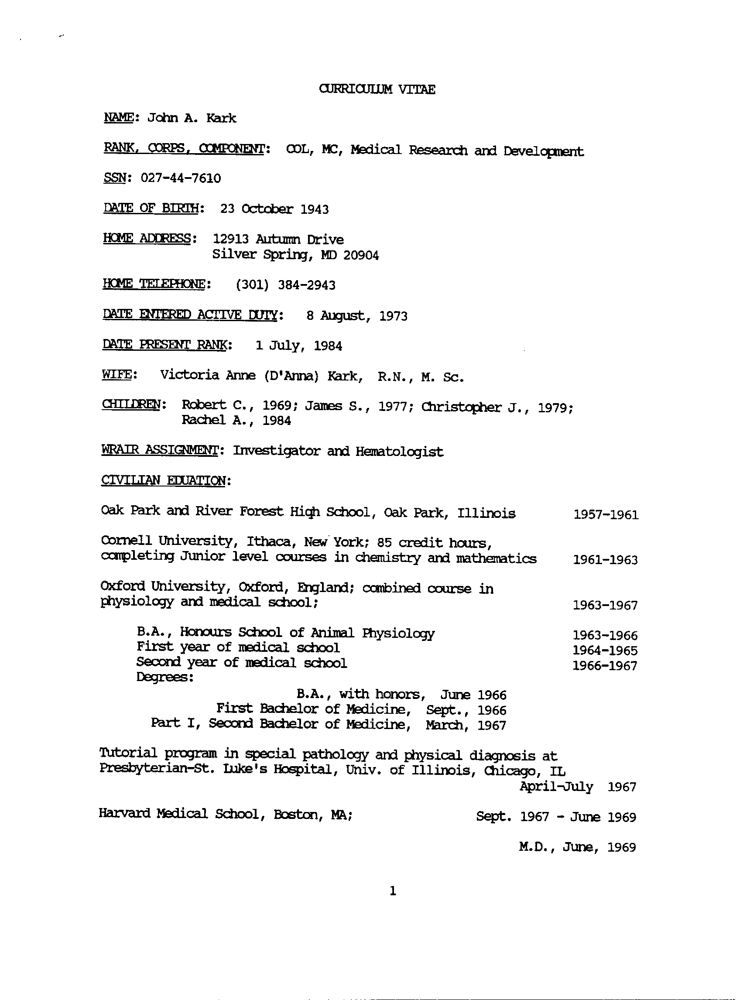 CURRICULUM VITAE
NAME: John A. Kark
RANK, CORPS, COMPONENT: COL, MC, Medical Research and Development
SSN: 027-44-7610
DATE OF BIRTH: 23 October 1943
HOME ADDRESS: 12913 Autumn Drive
Silver Spring, MD 20904
HOME TELEPHONE: (301) 384-2943
DATE ENTERED ACTIVE DUTY: 8 August, 1973
DATE PRESENT RANK: 1 July, 1984
WIFE: Victoria Anne (D'Anna) Kark, R.N., M. Sc.
CHILDREN: Robert C., 1969; James S., 1977; Christopher J., 1979;
Rachel A., 1984
WRAIR ASSIGNMENT: Investigator and Hematologist
CIVILIAN EDUATION:
Oak Park and River Forest High School, Oak Park, Illinois 1957-1961
Cornell University, Ithaca, New York; 85 credit hours,
completing Junior level courses in chemistry and mathematics 1961-1963
Oxford University, Oxford, England; combined course in
physiology and medical school; 1963-1967
B.A., Honours School of Animal Physiology 1963-1966
First year of medical school 1964-1965
Second year of medical school 1966-1967
Degrees:
B.A., with honors, June 1966
First Bachelor of Medicine, Sept., 1966
Part I, Second Bachelor of Medicine, March, 1967
Tutorial program in special pathology and physical diagnosis at
Presbyterian-St. Luke's Hospital, Univ. of Illinois, Chicago, IL
April-July 1967
Harvard Medical School, Boston, MA; Sept. 1967 - June 1969
M.D., June, 1969
1